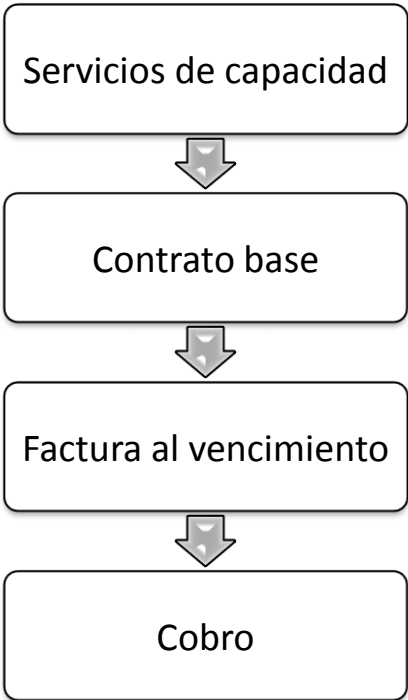 Servicios de capacidad
Contrato base
Factura al vencimiento
Cobro